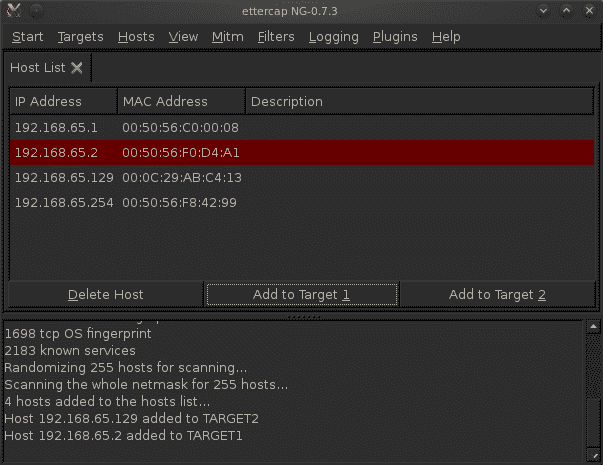 ettercap NG-0.7.3
Start Targets Hosts View Mitm Filters Logging Plugins Help
Host List
IP Address MAC Address Description
192.168.65.1 00:50:56:C0:00:08
192.168.65.2 00:50:56:F0:D4:A1
192.168.65.129 00:0C:29:AB:C4:13
192.168.65.254 00:50:56:F8:42:99
Delete Host Add to Target 1 Add to Target 2
1698 tcp OS fingerprint
2183 known services
Randomizing 255 hosts for scanning...
Scanning the whole netmask for 255 hosts...
4 hosts added to the hosts list...
Host 192.168.65.129 added to TARGET2
Host 192.168.65.2 added to TARGET1